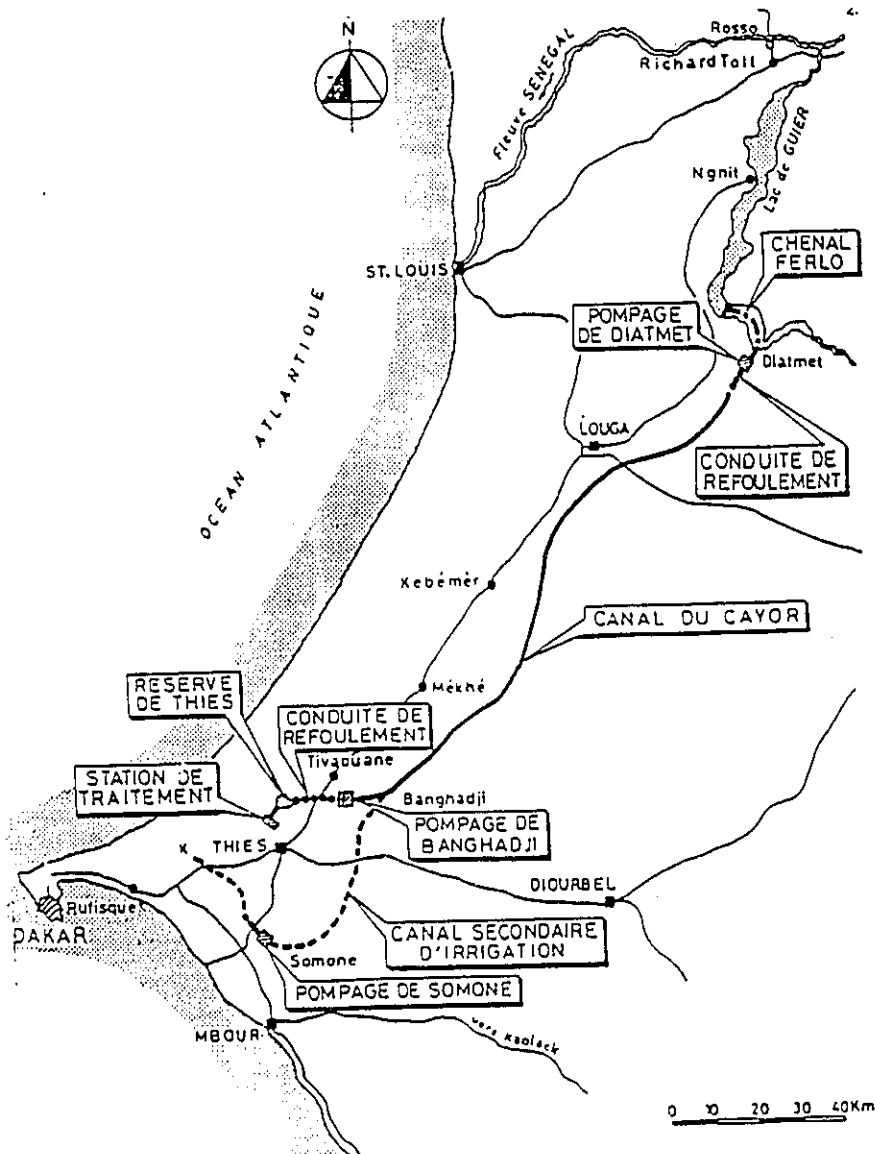 4.
N
Rosso
Richard Toll
Fleuve SENEGAL
Ngnit
Lac de GUIER
CHENAL
FERLO
ST. LOUIS
POMPAGE
DE DIATMET
Diatmet
OCEAN ATLANTIQUE
LOUGA
CONDUITE DE
REFOULEMENT
Kebémèr
CANAL DU CAYOR
Mékhé
RESERVE
DE THIES
CONDUITE DE
REFOULEMENT
Tivaouane
STATION DE
TRAITEMENT
Banghadji
POMPAGE DE
BANGHADJI
K
THIES
DIOURBEL
Rufisque
DAKAR
CANAL SECONDAIRE
D'IRRIGATION
Somone
POMPAGE DE SOMONE
MBOUR
vers Kaolack
0 10 20 30 40Km